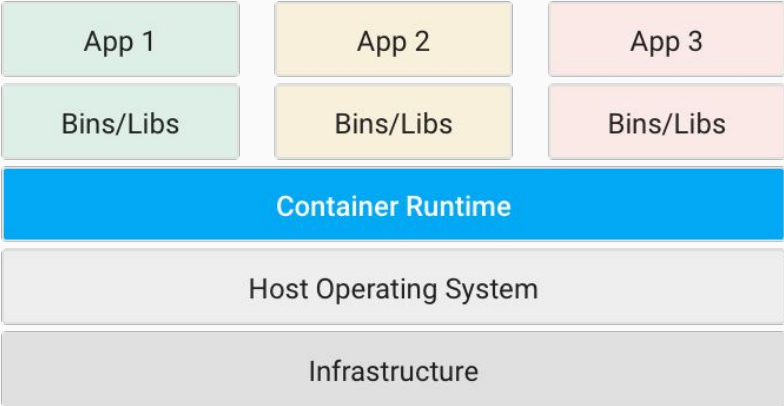 App 1 App 2 App 3
Bins/Libs Bins/Libs Bins/Libs
Container Runtime
Host Operating System
Infrastructure